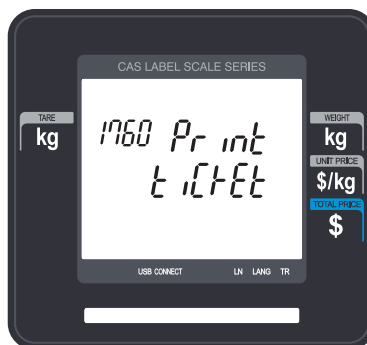 CAS LABEL SCALE SERIES
TARE
kg
1760 Print
tiCKEt
WEIGHT
kg
UNIT PRICE
$/kg
TOTAL PRICE
$
USB CONNECT LN LANG TR